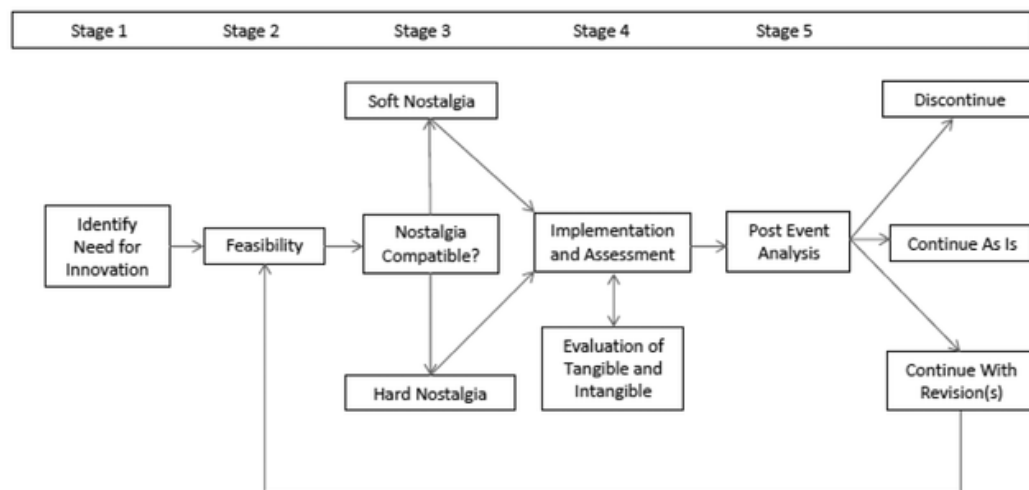 Stage 1 Stage 2 Stage 3 Stage 4 Stage 5
Soft Nostalgia
Discontinue
Identify
Need for
Innovation
Feasibility
Nostalgia
Compatible?
Implementation
and Assessment
Post Event
Analysis
Continue As Is
Evaluation of
Tangible and
Intangible
Hard Nostalgia
Continue With
Revision(s)